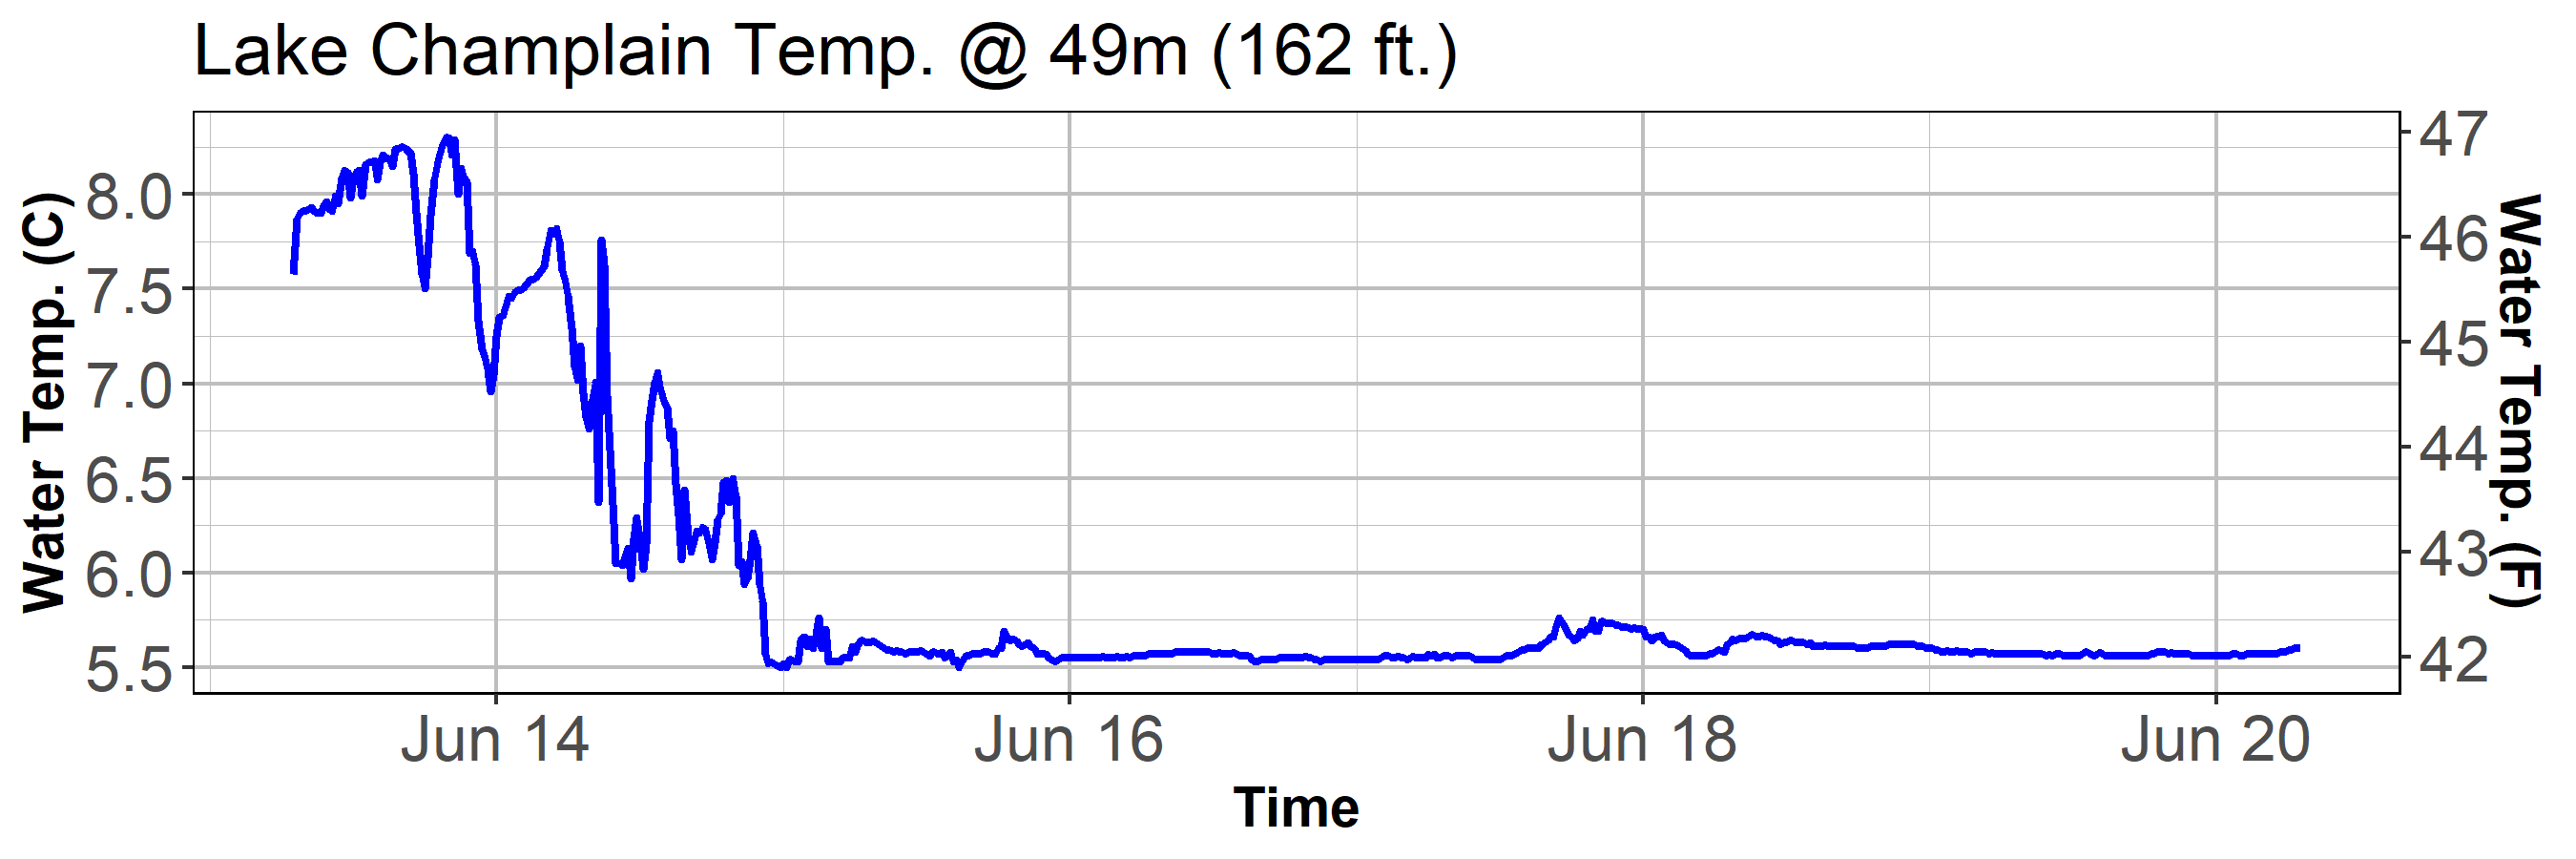 Lake Champlain Temp. @ 49m (162 ft.)
Water Temp. (C)
8.0
7.5
7.0
6.5
6.0
5.5
47
46
45
44
43
42
Water Temp. (F)
Jun 14 Jun 16 Jun 18 Jun 20
Time